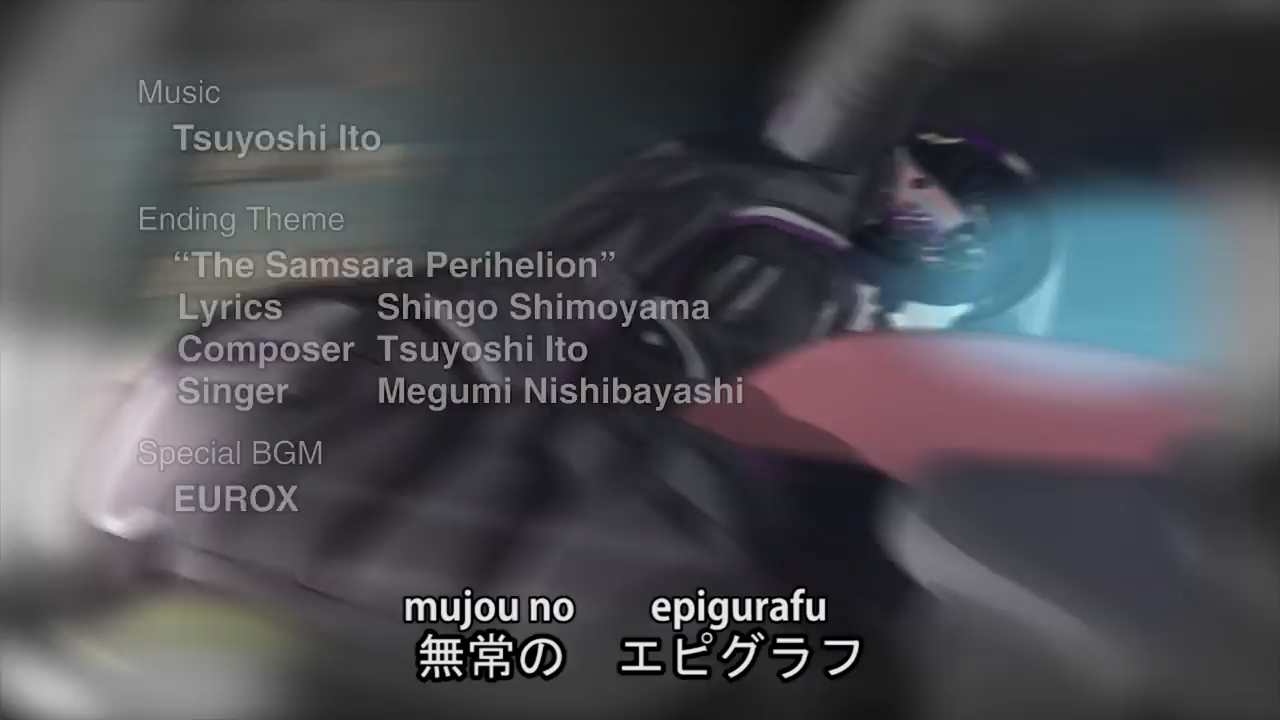 Music
Tsuyoshi Ito
Ending Theme
“The Samsara Perihelion”
Lyrics Shingo Shimoyama
Composer Tsuyoshi Ito
Singer Megumi Nishibayashi
Special BGM
EUROX
mujou no epigurafu
無常の エピグラフ